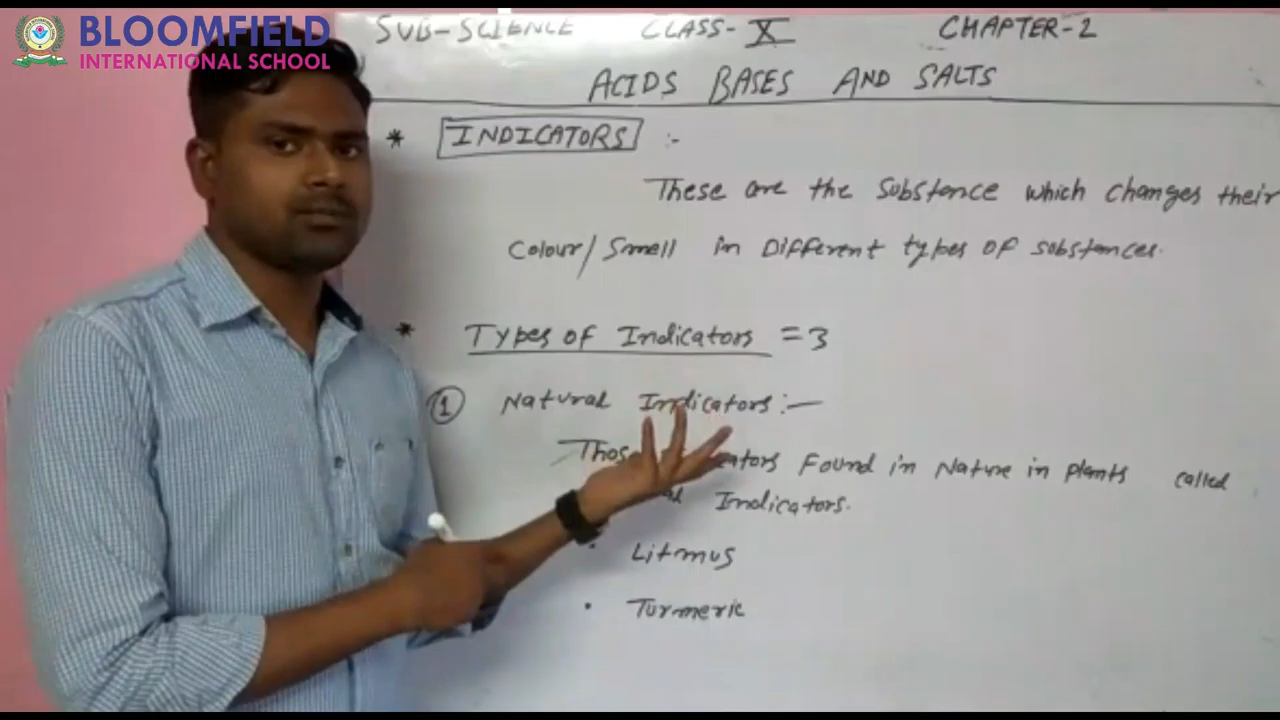 BLOOMFIELD
INTERNATIONAL SCHOOL
SUB-SCIENCE CLASS-X CHAPTER-2
ACIDS BASES AND SALTS
* INDICATORS :-
These are the substance which changes their
Colour/Smell in Different types of substances.
* Types of Indicators = 3
1 Natural Indicators:-
Found in Nature in plants called
Indicators.
• Litmus
• Turmeric